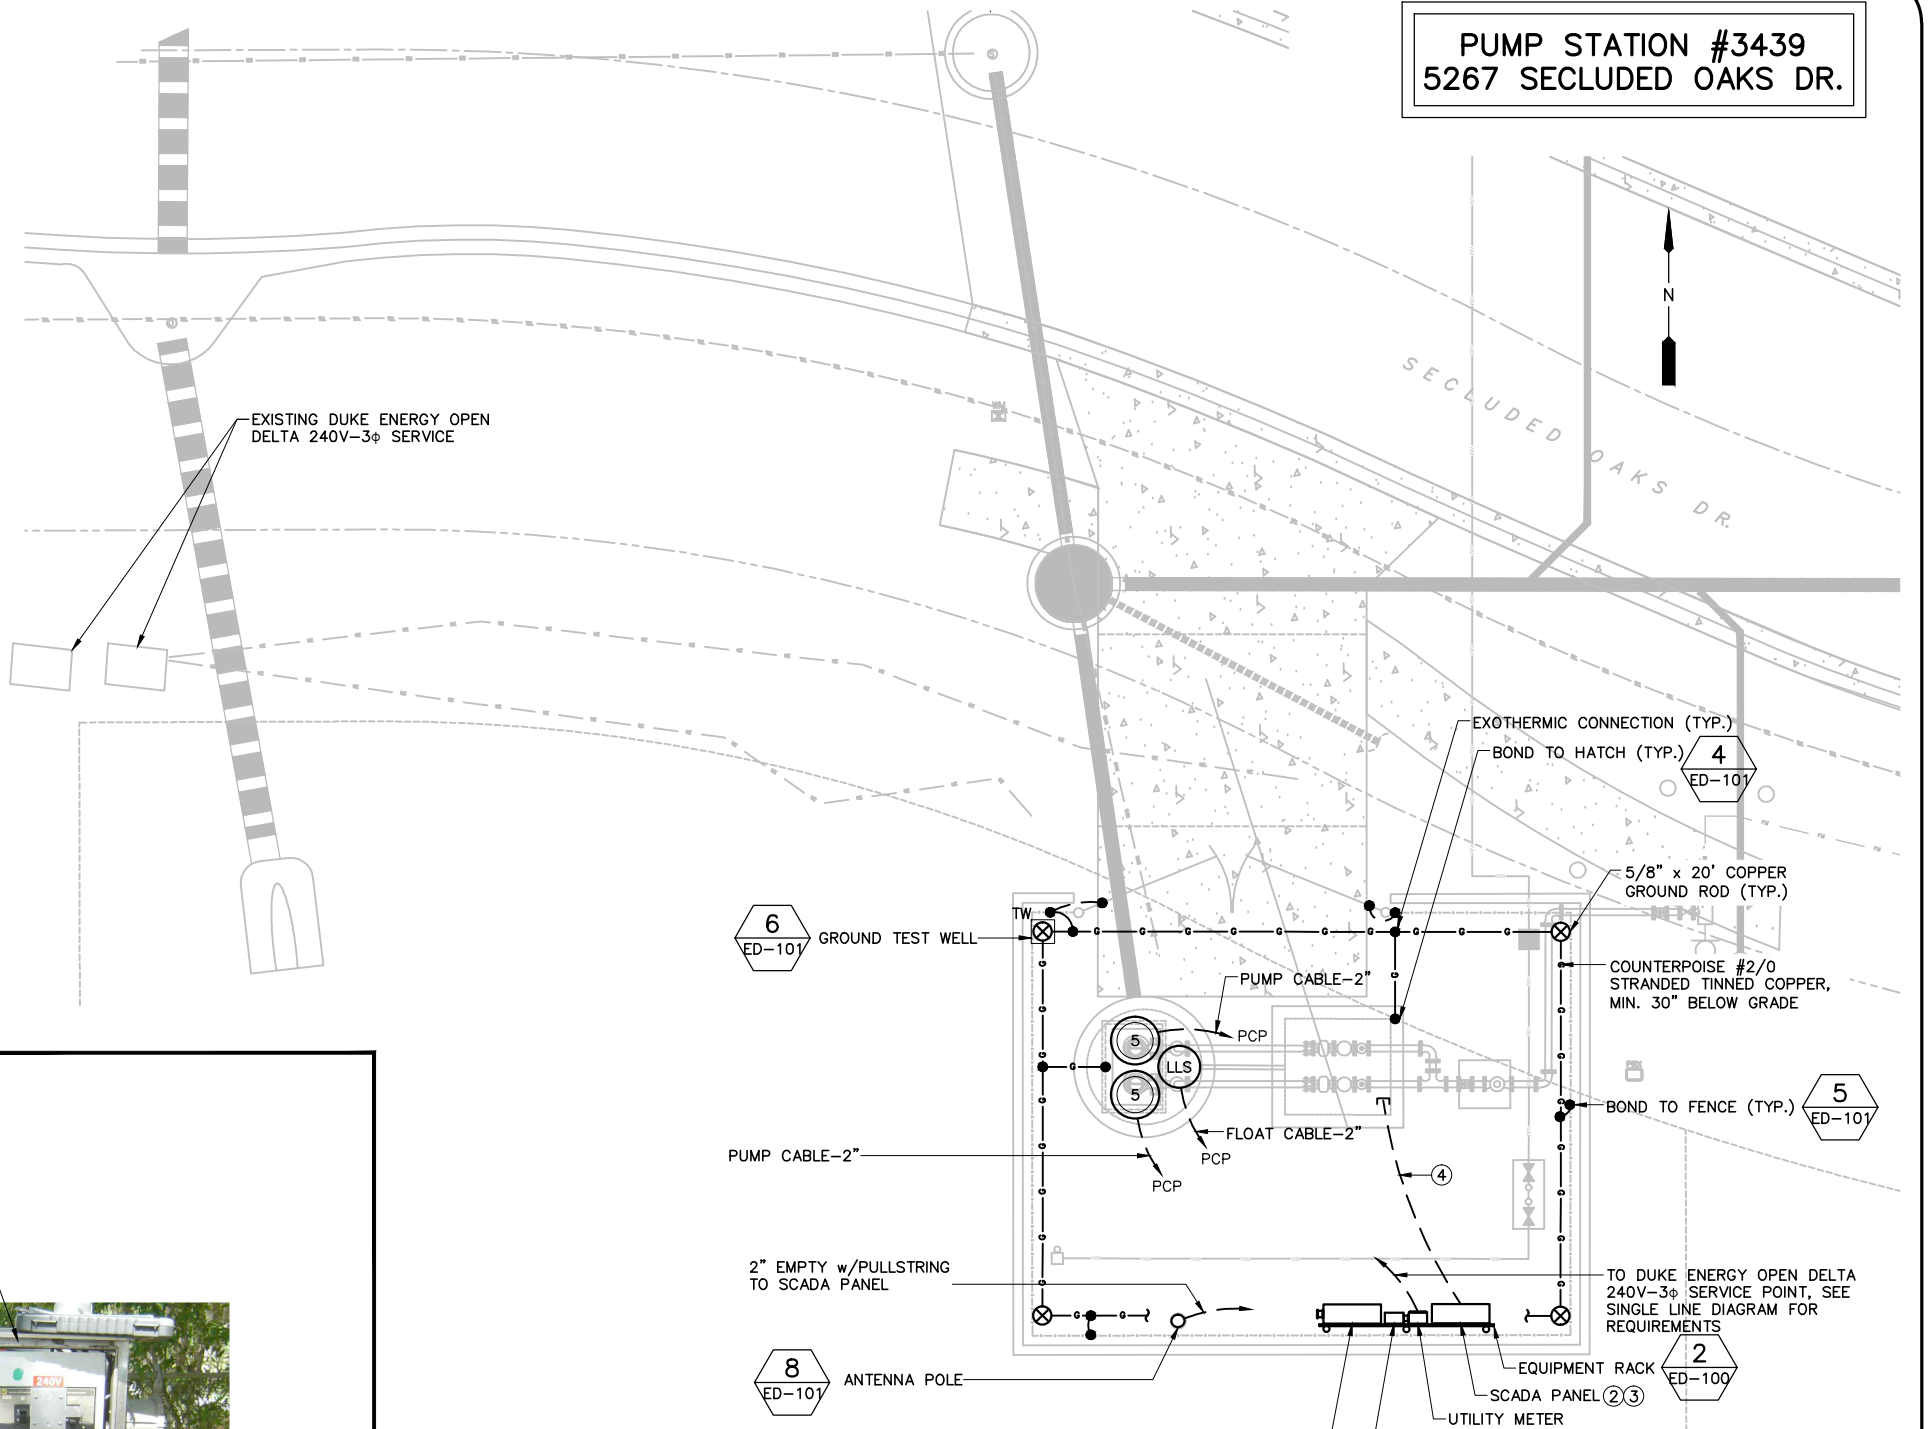 PUMP STATION #3439
5267 SECLUDED OAKS DR.
N
SECLUDED OAKS DR.
EXISTING DUKE ENERGY OPEN
DELTA 240V-3ϕ SERVICE
S
WM
EXOTHERMIC CONNECTION (TYP.)
BOND TO HATCH (TYP.)
4
ED-101
5/8" x 20' COPPER
GROUND ROD (TYP.)
TW
6
ED-101
GROUND TEST WELL
COUNTERPOISE #2/0
STRANDED TINNED COPPER,
MIN. 30" BELOW GRADE
PUMP CABLE-2"
PCP
5
LLS
5
BOND TO FENCE (TYP.)
5
ED-101
FLOAT CABLE-2"
PCP
PUMP CABLE-2"
PCP
4
2" EMPTY w/PULLSTRING
TO SCADA PANEL
TO DUKE ENERGY OPEN DELTA
240V-3ϕ SERVICE POINT, SEE
SINGLE LINE DIAGRAM FOR
REQUIREMENTS
2
ED-100
EQUIPMENT RACK
8
ED-101
ANTENNA POLE
SCADA PANEL 2 3
UTILITY METER
240V
G G G G G G G G G